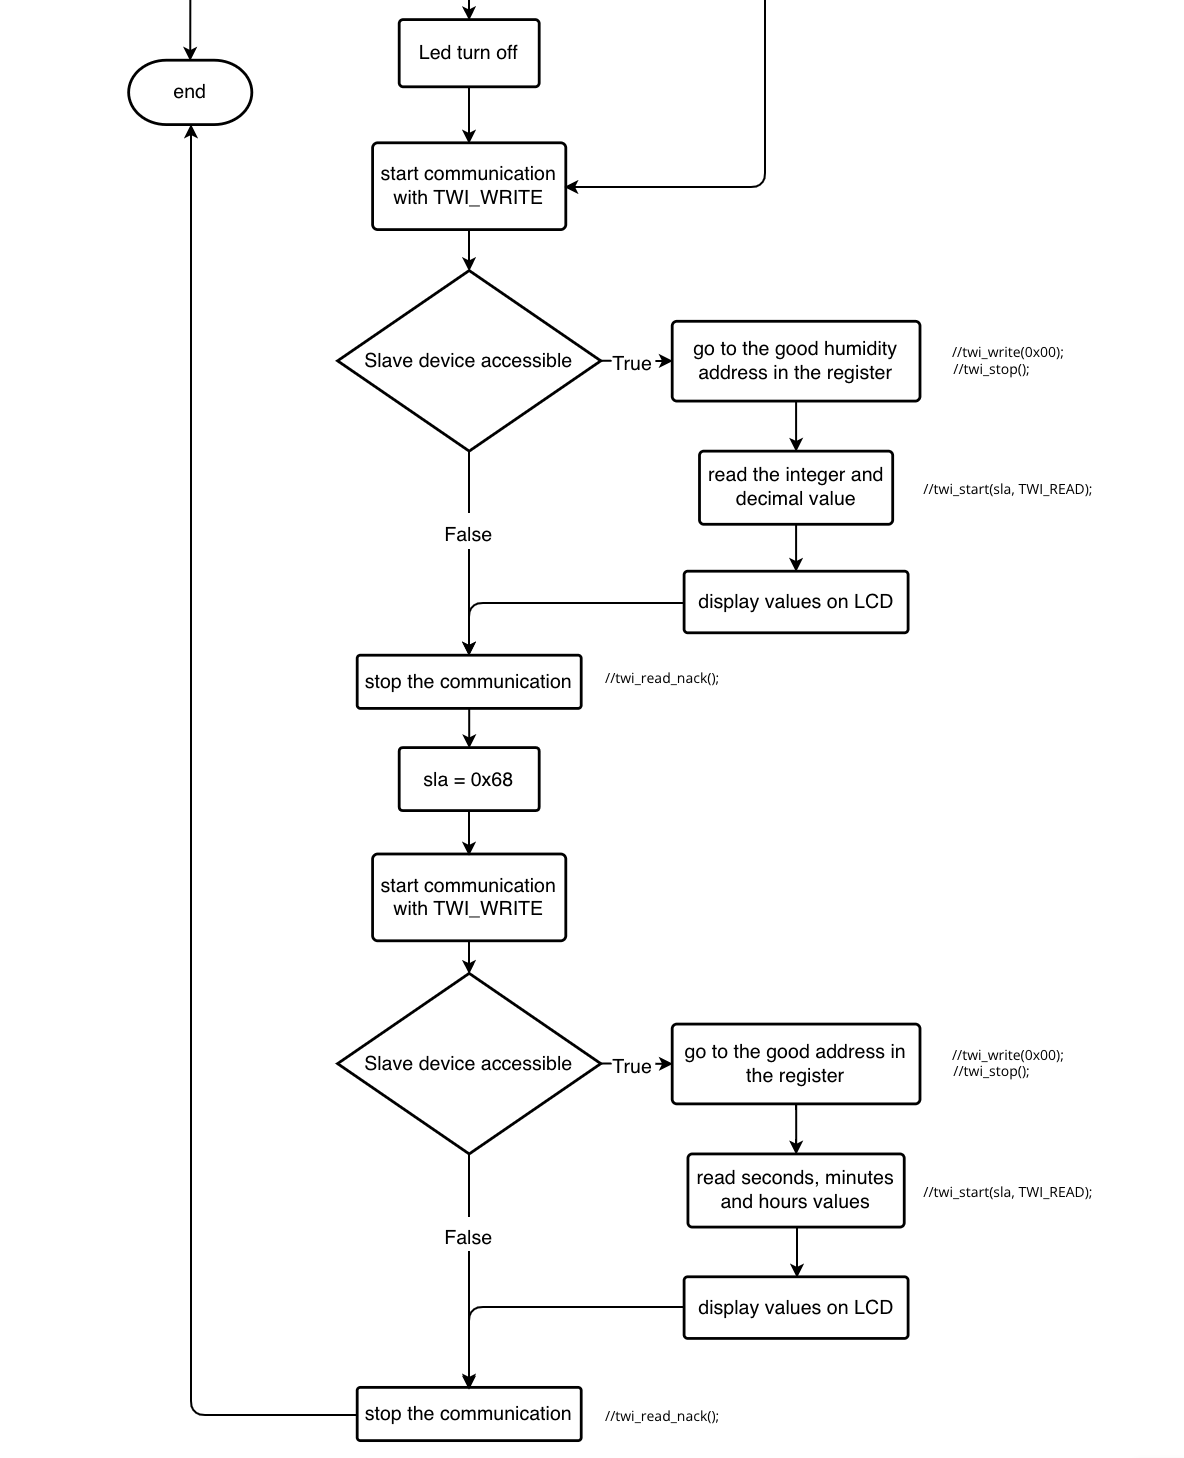 Led turn off
end
start communication
with TWI_WRITE
Slave device accessible
True
go to the good humidity
address in the register
//twi_write(0x00);
//twi_stop();
read the integer and
decimal value
//twi_start(sla, TWI_READ);
False
display values on LCD
stop the communication
//twi_read_nack();
sla = 0x68
start communication
with TWI_WRITE
Slave device accessible
True
go to the good address in
the register
//twi_write(0x00);
//twi_stop();
read seconds, minutes
and hours values
//twi_start(sla, TWI_READ);
False
display values on LCD
stop the communication
//twi_read_nack();